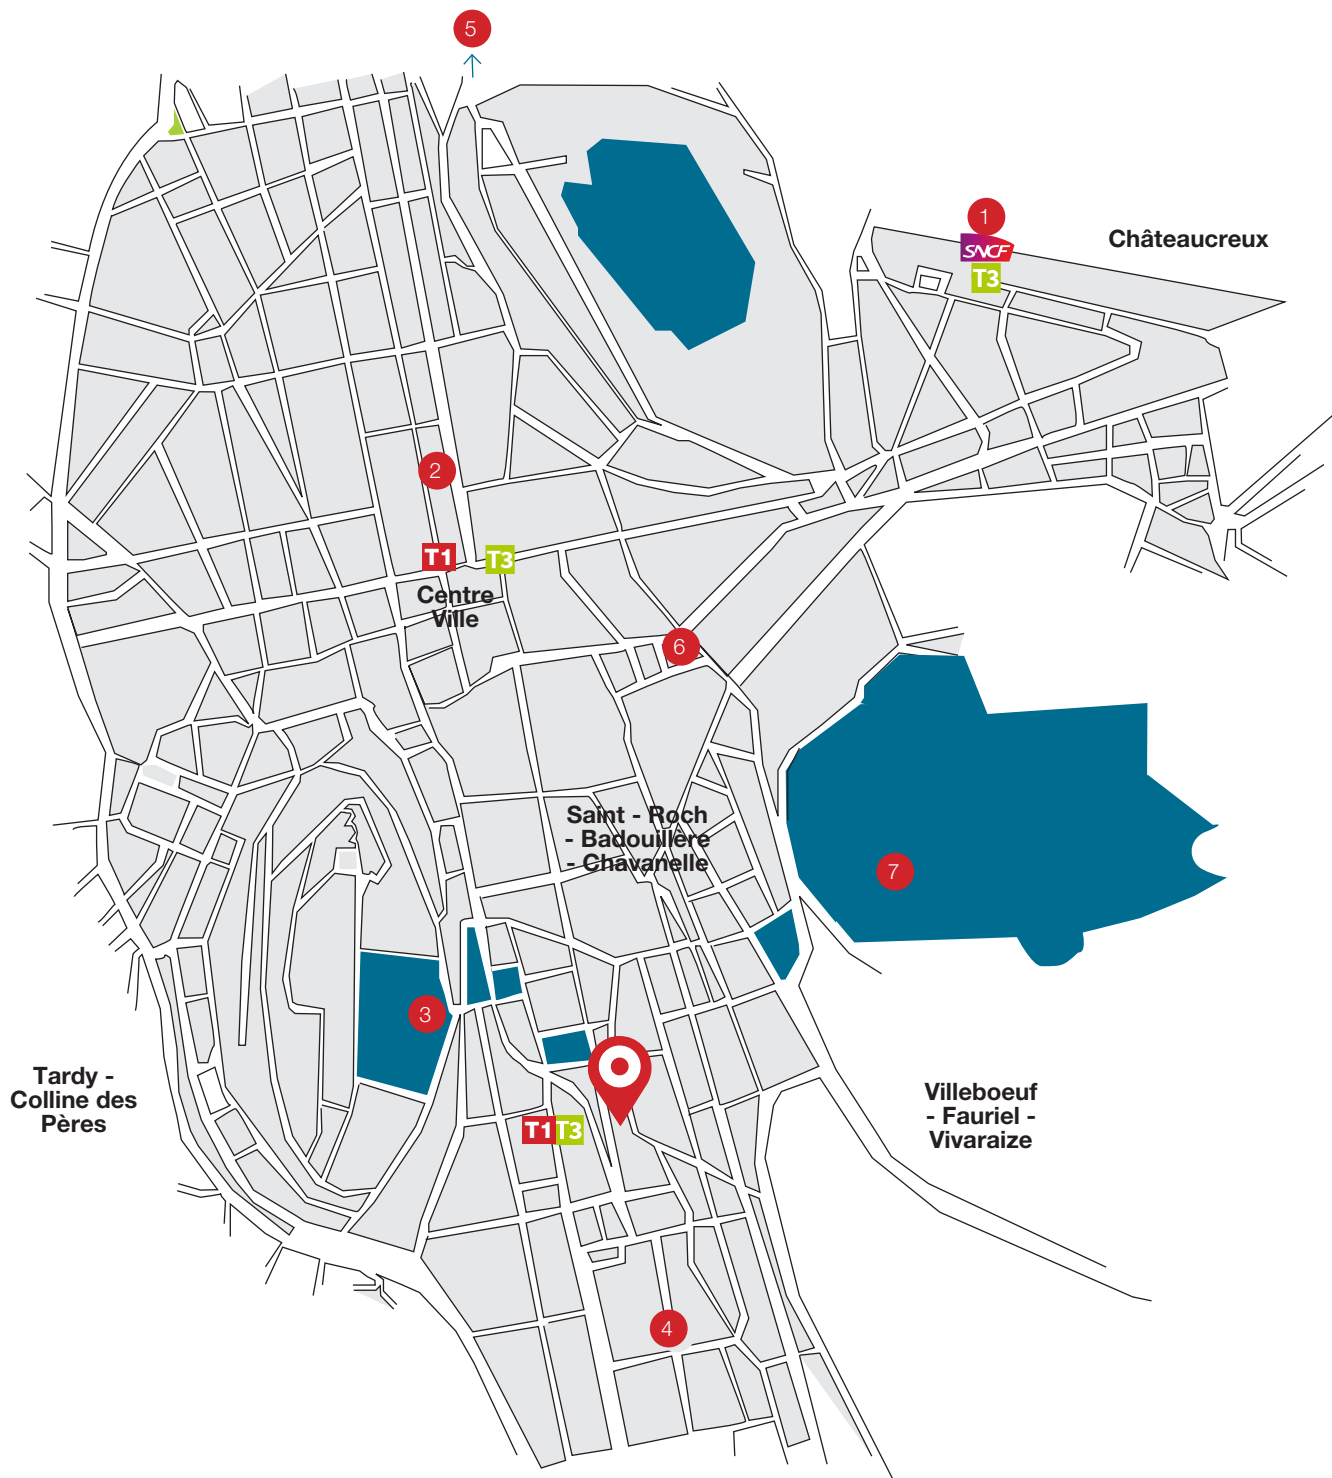 5
1
SNCF
T3
Châteaucreux
2
T1
T3
Centre
Ville
6
Saint - Roch
- Badouillère
- Chavanelle
7
3
Tardy -
Colline des
Pères
Villeboeuf
- Fauriel -
Vivaraize
T1 T3
4